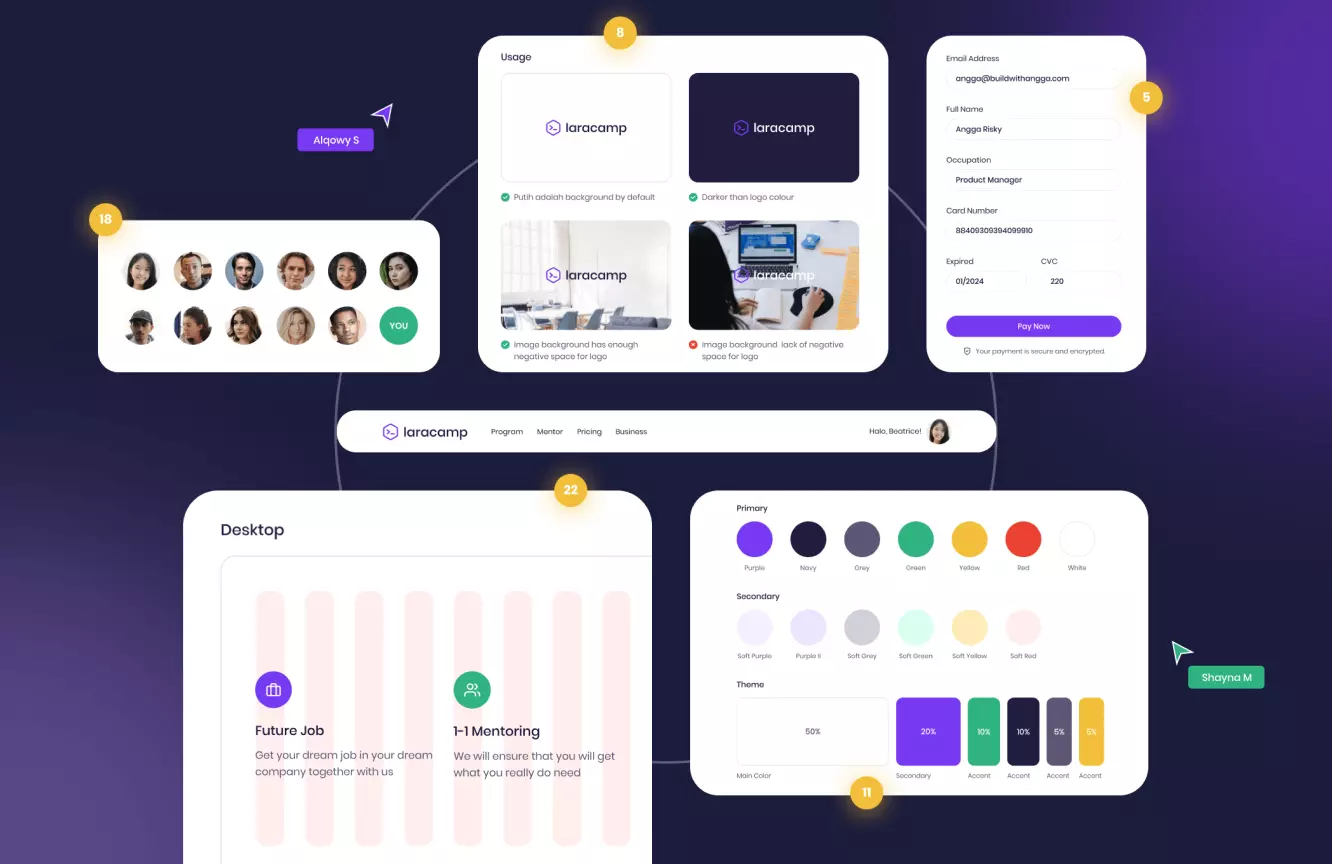 8
Usage
laracamp
laracamp
Putih adalah background by default
Darker than logo colour
laracamp
laracamp
Image background has enough
negative space for logo
Image background lack of negative
space for logo
Email Address
angga@buildwithangga.com
5
Full Name
Angga Risky
Occupation
Product Manager
Card Number
88409309394099910
Expired
CVC
01/2024
220
Pay Now
Your payment is secure and encrypted.
Alqowy S
18
YOU
laracamp
Program
Mentor
Pricing
Business
Halo, Beatrice!
22
Desktop
Future Job
Get your dream job in your dream
company together with us
1-1 Mentoring
We will ensure that you will get
what you really do need
Primary
Purple
Navy
Grey
Green
Yellow
Red
White
Secondary
Soft Purple
Purple II
Soft Grey
Soft Green
Soft Yellow
Soft Red
Theme
50%
20%
10%
10%
5%
5%
Main Color
Secondary
Accent
Accent
Accent
Accent
11
Shayna M